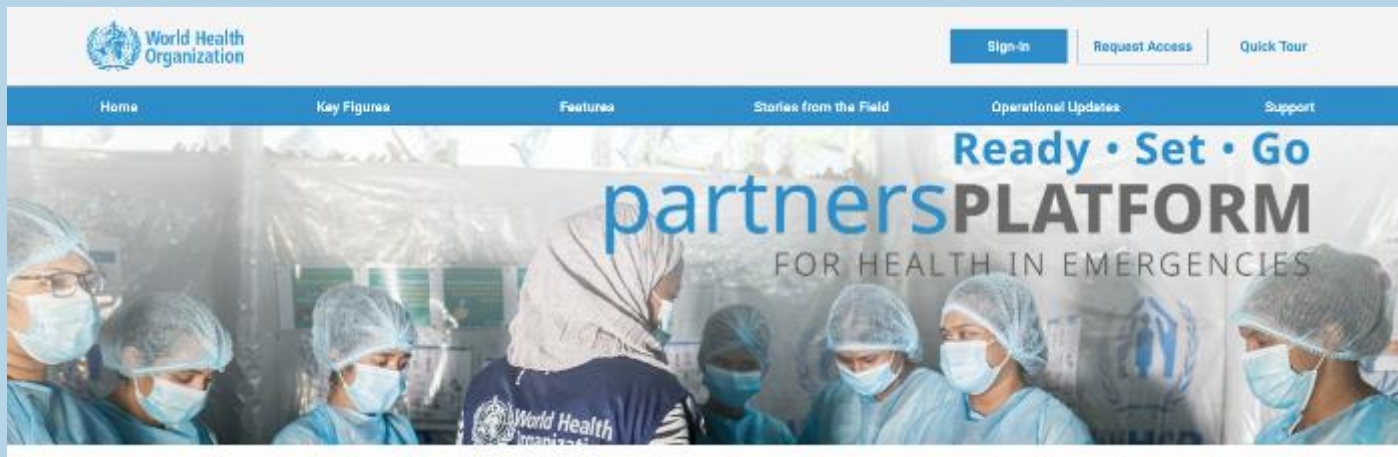 World Health
Organization
Sign-In
Request Access
Quick Tour
Home
Key Figures
Features
Stories from the Field
Operational Updates
Support
Ready • Set • Go
partnersPLATFORM
FOR HEALTH IN EMERGENCIES
World Health